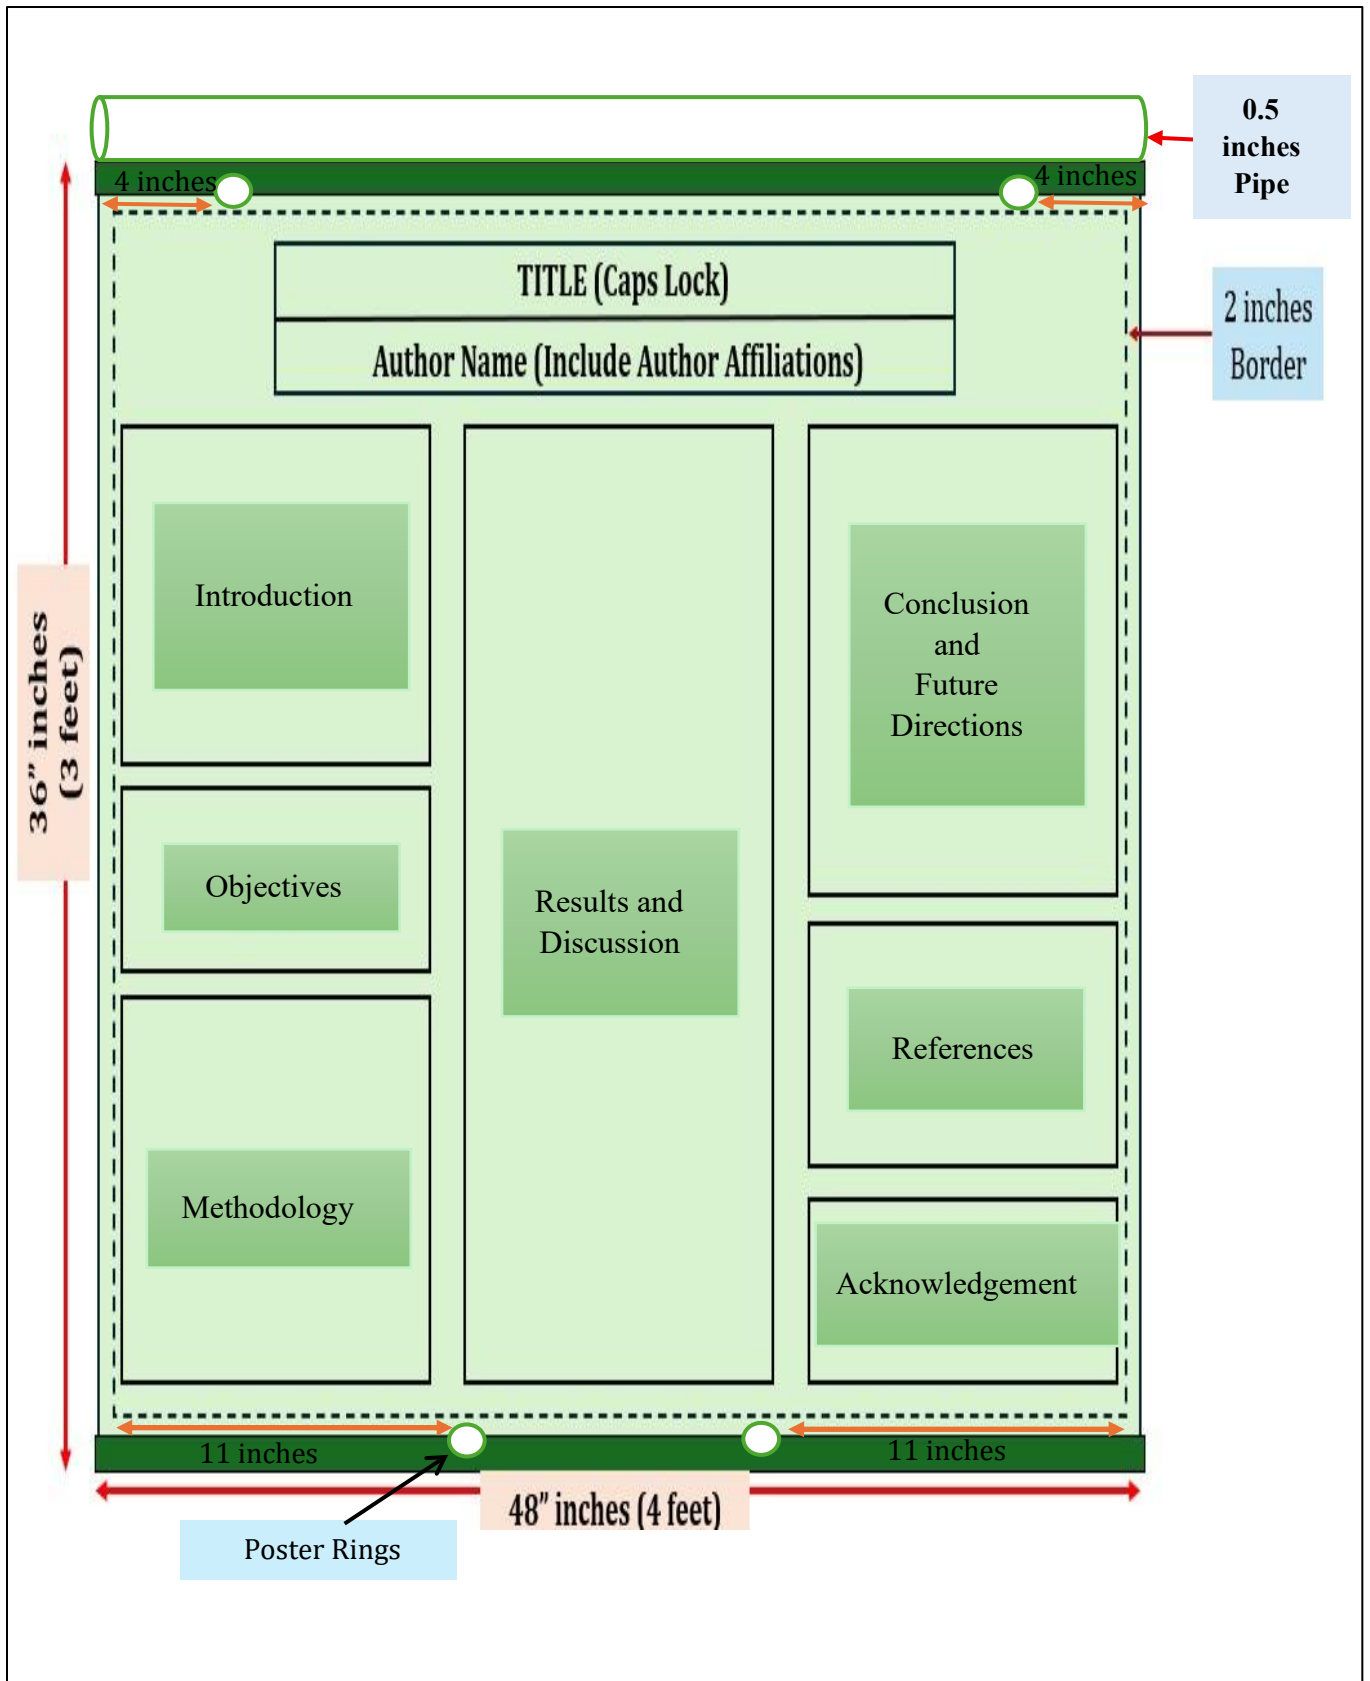 0.5
inches
Pipe
4 inches
4 inches
TITLE (Caps Lock)
Author Name (Include Author Affiliations)
2 inches
Border
Introduction
Conclusion
and
Future
Directions
36” inches
(3 feet)
Objectives
Results and
Discussion
References
Methodology
Acknowledgement
11 inches
11 inches
48” inches (4 feet)
Poster Rings